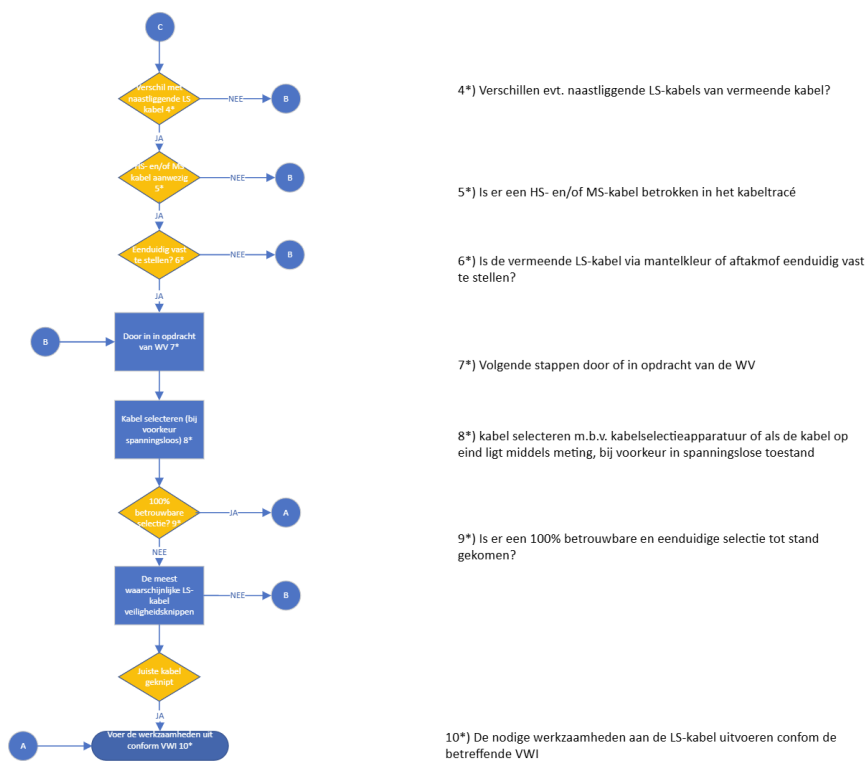 C
Verschil met
naastliggende LS
kabel 4*
NEE
B
4*) Verschillen evt. naastliggende LS-kabels van vermeende kabel?
JA
HS- en/of MS-
kabel aanwezig
5*
NEE
B
5*) Is er een HS- en/of MS-kabel betrokken in het kabeltracé
JA
Eenduidig vast
te stellen? 6*
NEE
B
6*) Is de vermeende LS-kabel via mantelkleur of aftakmof eenduidig vast
te stellen?
JA
B
Door in in opdracht
van WV 7*
7*) Volgende stappen door of in opdracht van de WV
Kabel selecteren (bij
voorkeur
spanningsloos) 8*
8*) kabel selecteren m.b.v. kabelselectieapparatuur of als de kabel op
eind ligt middels meting, bij voorkeur in spanningslose toestand
100%
betrouwbare
selectie? 9*
JA
A
9*) Is er een 100% betrouwbare en eenduidige selectie tot stand
gekomen?
NEE
De meest
waarschijnlijke LS-
kabel
veiligheidsknippen
NEE
B
Juiste kabel
geknipt
JA
A
Voer de werkzaamheden uit
conform VWI 10*
10*) De nodige werkzaamheden aan de LS-kabel uitvoeren confom de
betreffende VWI